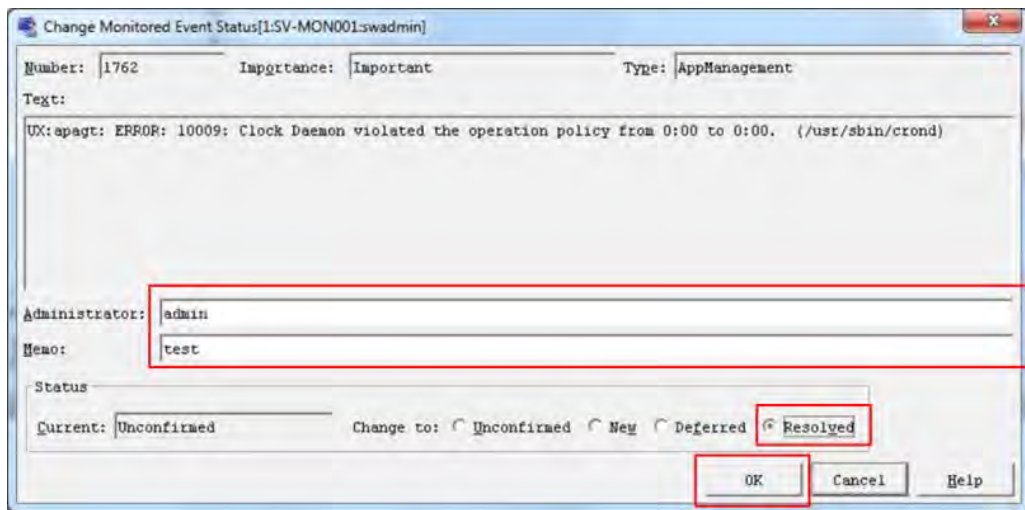 Change Monitored Event Status[1:SV-MON001:swadmin]
Number: 1762 Importance: Important Type: AppManagement
Text:
UX:apagt: ERROR: 10009: Clock Daemon violated the operation policy from 0:00 to 0:00. (/usr/sbin/crond)
Administrator: admin
Memo: test
Status
Current: Unconfirmed Change to: Unconfirmed New Deferred Resolved
OK Cancel Help